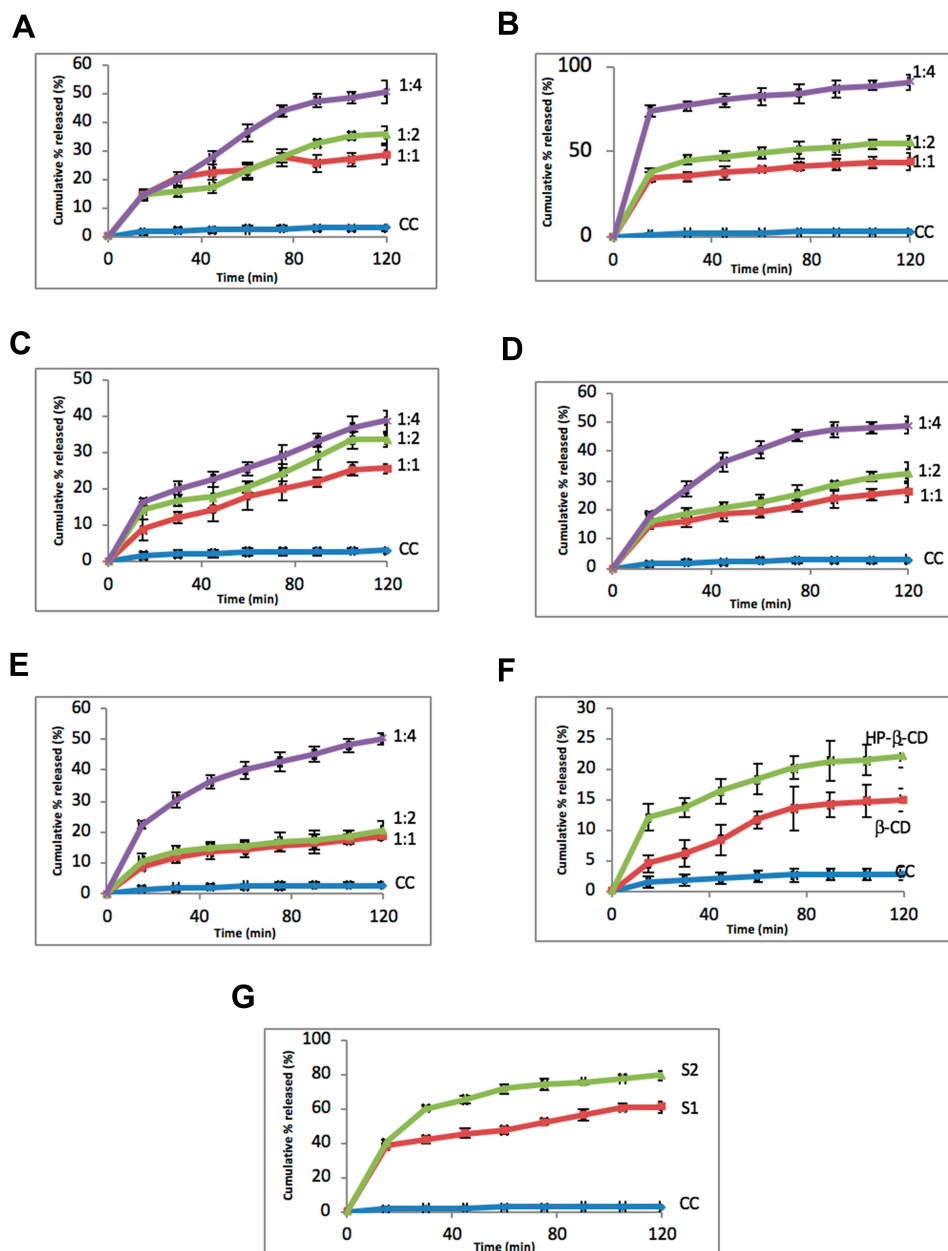 A
Cumulative % released (%)
60
50
40
30
20
10
0
0 40 80 120
Time (min)
1:4
1:2
1:1
CC
B
Cumulative % released (%)
100
50
0
0 40 80 120
Time (min)
1:4
1:2
1:1
CC
C
Cumulative % released (%)
50
40
30
20
10
0
0 40 80 120
Time (min)
1:4
1:2
1:1
CC
D
Cumulative % released (%)
60
50
40
30
20
10
0
0 40 80 120
Time (min)
1:4
1:2
1:1
CC
E
Cumulative % released (%)
60
50
40
30
20
10
0
0 40 80 120
Time (min)
1:4
1:2
1:1
CC
F
Cumulative % released (%)
30
25
20
15
10
5
0
0 40 80 120
Time (min)
HP-β-CD
β-CD
CC
G
Cumulative % released (%)
100
80
60
40
20
0
0 40 80 120
Time (min)
S2
S1
CC